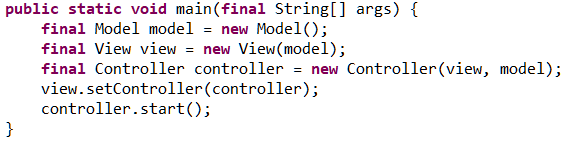 public static void main(final String[] args) {
    final Model model = new Model();
    final View view = new View(model);
    final Controller controller = new Controller(view, model);
    view.setController(controller);
    controller.start();
}